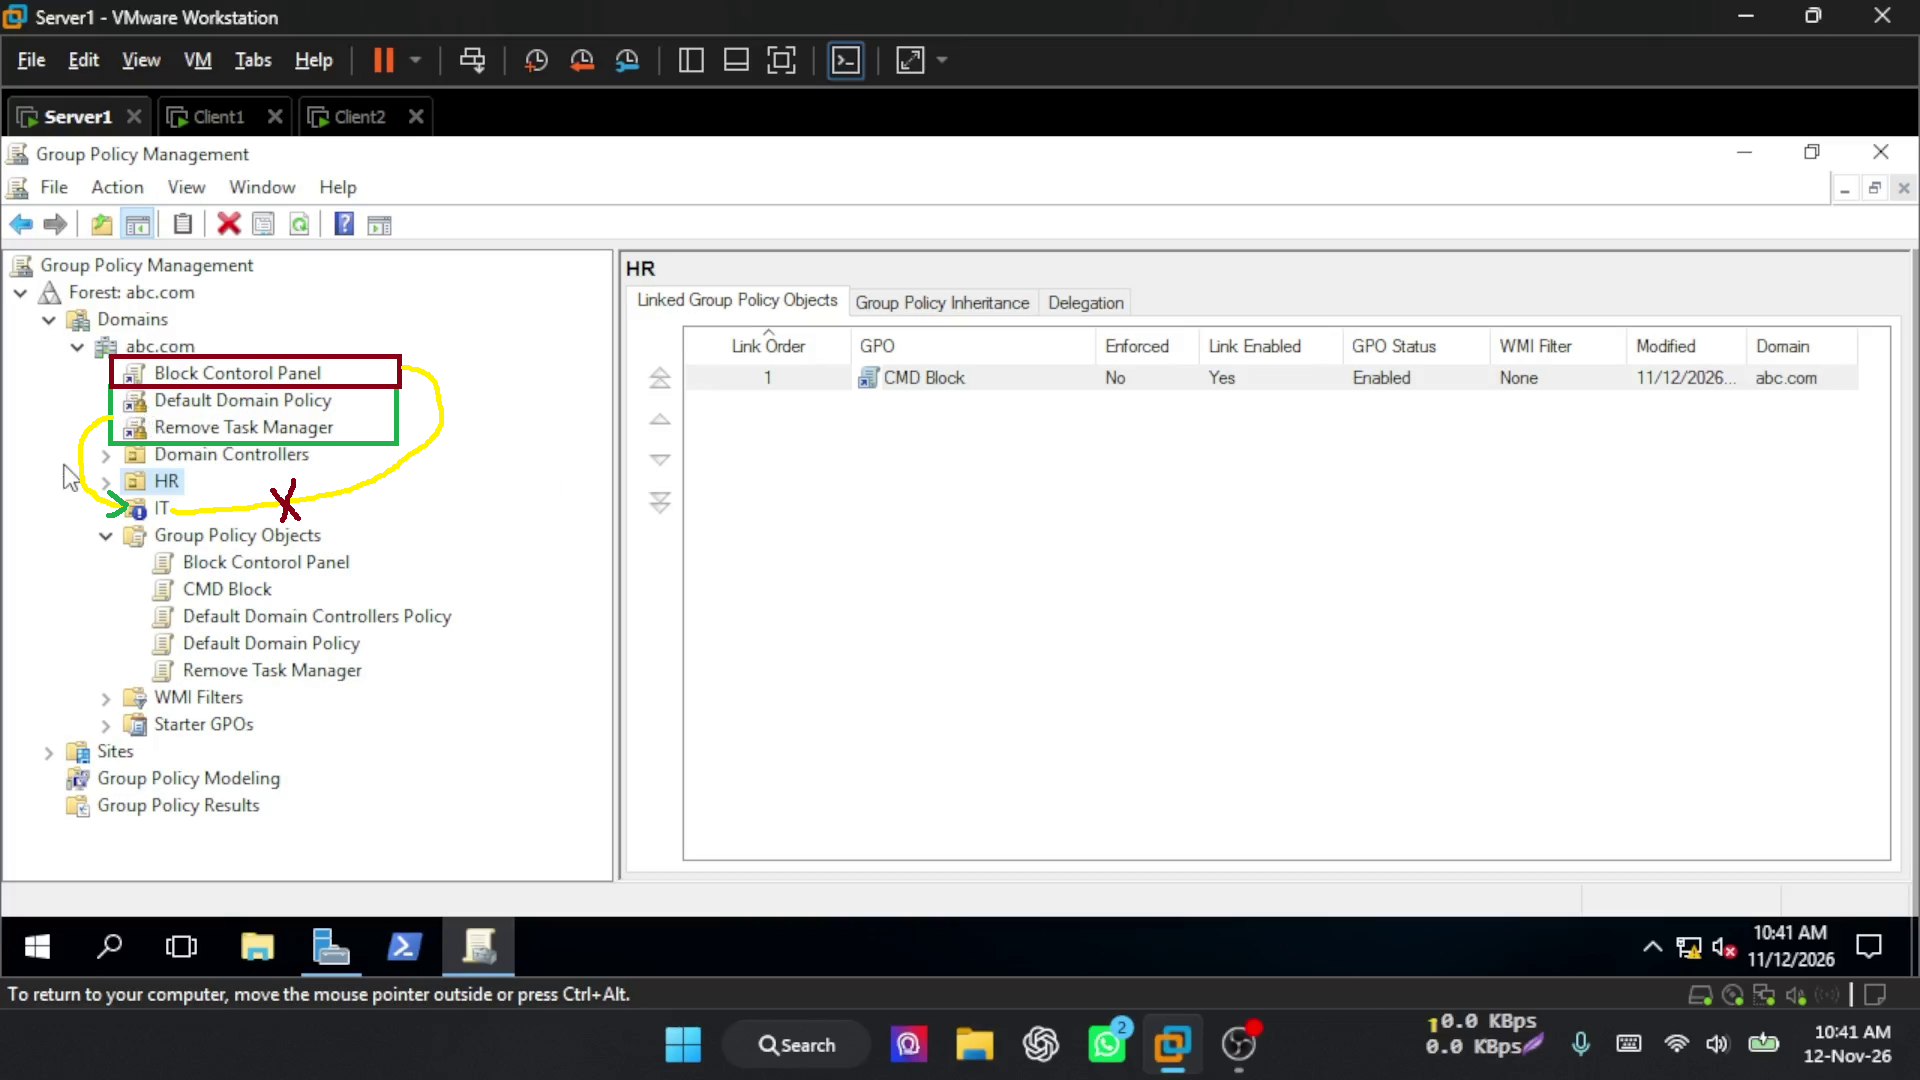 Server1 - VMware Workstation
File Edit View VM Tabs Help
Server1 Client1 Client2
Group Policy Management
File Action View Window Help
Group Policy Management
Forest: abc.com
Domains
abc.com
Block Contorol Panel
Default Domain Policy
Remove Task Manager
Domain Controllers
HR
IT
Group Policy Objects
Block Contorol Panel
CMD Block
Default Domain Controllers Policy
Default Domain Policy
Remove Task Manager
WMI Filters
Starter GPOs
Sites
Group Policy Modeling
Group Policy Results
HR
Linked Group Policy Objects Group Policy Inheritance Delegation
Link Order GPO Enforced Link Enabled GPO Status WMI Filter Modified Domain
1 CMD Block No Yes Enabled None 11/12/2026... abc.com
10:41 AM
11/12/2026
To return to your computer, move the mouse pointer outside or press Ctrl+Alt.
Search
2
0.0 KBps
0.0 KBps
10:41 AM
12-Nov-26